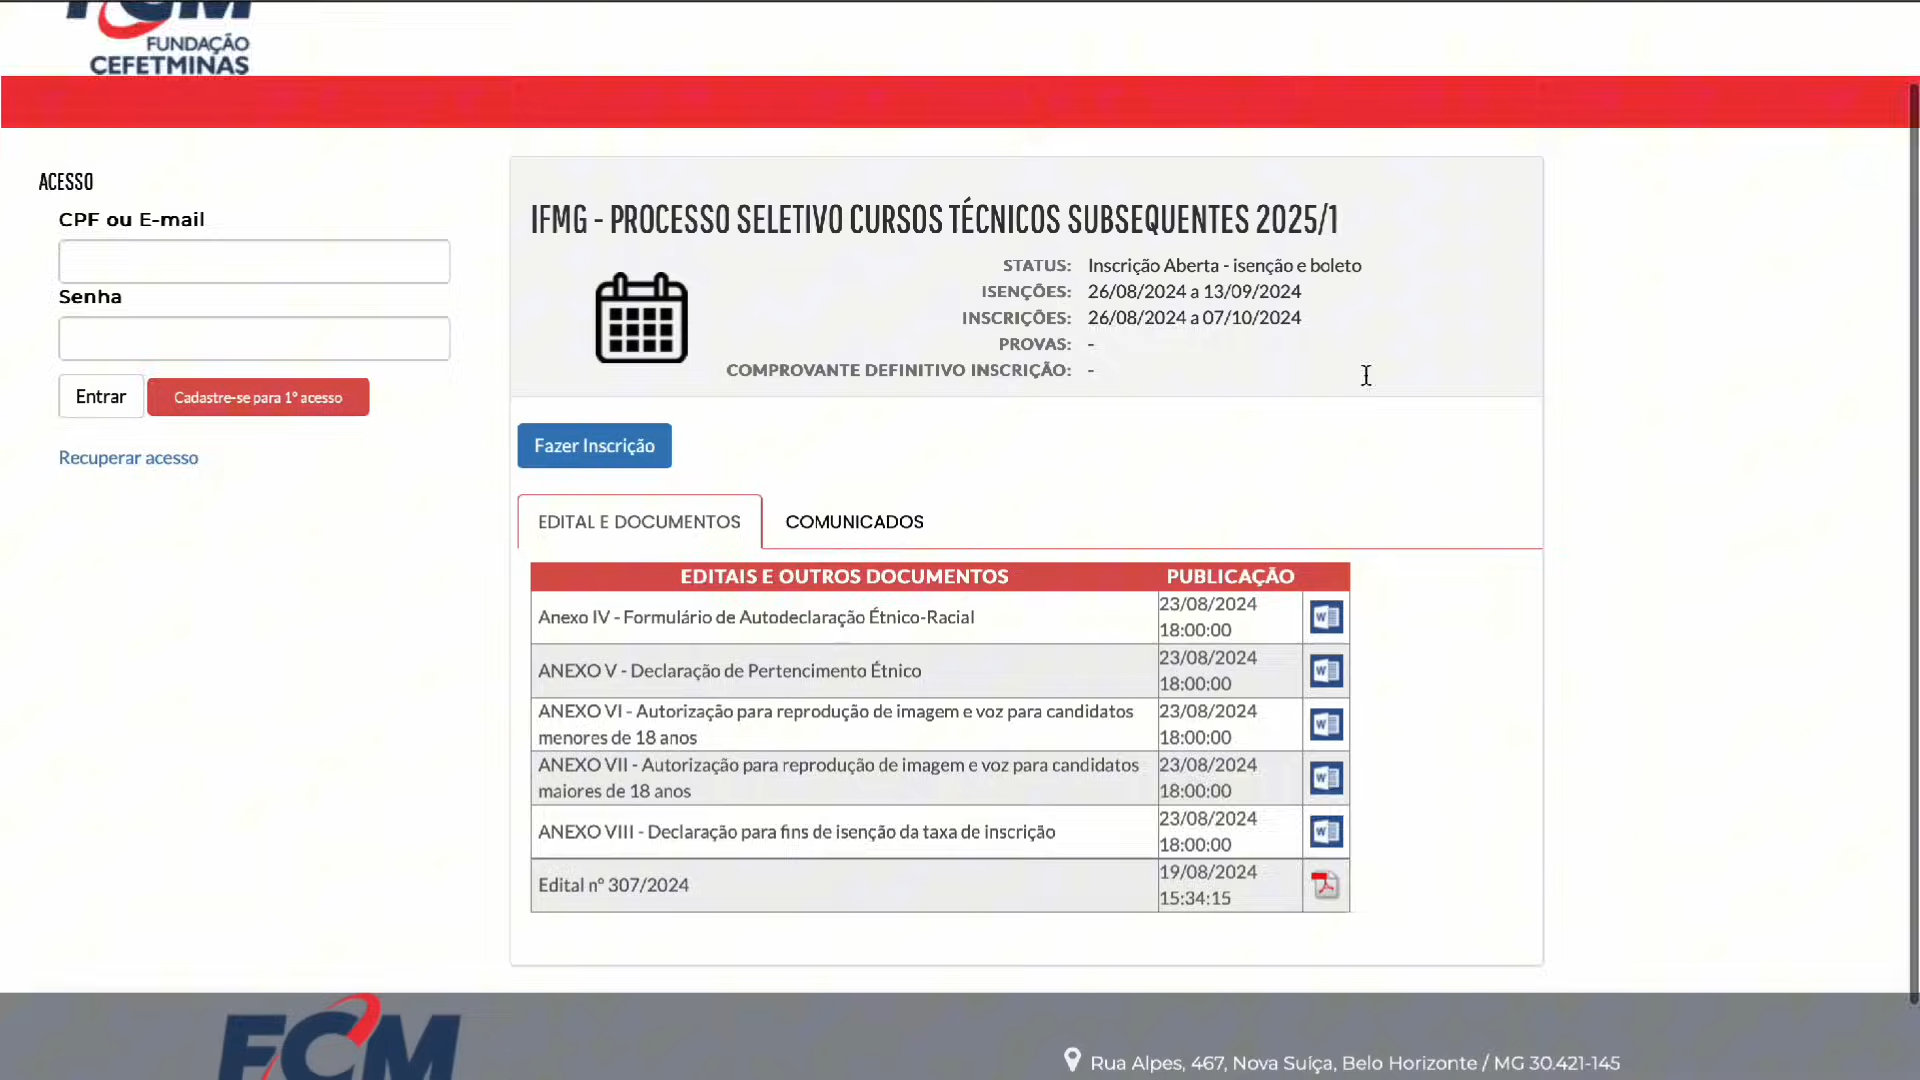 FCM
FUNDAÇÃO
CEFETMINAS
ACESSO
CPF ou E-mail
Senha
Entrar
Cadastre-se para 1º acesso
Recuperar acesso
IFMG - PROCESSO SELETIVO CURSOS TÉCNICOS SUBSEQUENTES 2025/1
STATUS: Inscrição Aberta - isenção e boleto
ISENÇÕES: 26/08/2024 a 13/09/2024
INSCRIÇÕES: 26/08/2024 a 07/10/2024
PROVAS: -
COMPROVANTE DEFINITIVO INSCRIÇÃO: -
Fazer Inscrição
EDITAL E DOCUMENTOS
COMUNICADOS
EDITAIS E OUTROS DOCUMENTOS
PUBLICAÇÃO
Anexo IV - Formulário de Autodeclaração Étnico-Racial
23/08/2024
18:00:00
ANEXO V - Declaração de Pertencimento Étnico
23/08/2024
18:00:00
ANEXO VI - Autorização para reprodução de imagem e voz para candidatos
menores de 18 anos
23/08/2024
18:00:00
ANEXO VII - Autorização para reprodução de imagem e voz para candidatos
maiores de 18 anos
23/08/2024
18:00:00
ANEXO VIII - Declaração para fins de isenção da taxa de inscrição
23/08/2024
18:00:00
Edital nº 307/2024
19/08/2024
15:34:15
FCM
Rua Alpes, 467, Nova Suíça, Belo Horizonte / MG 30.421-145